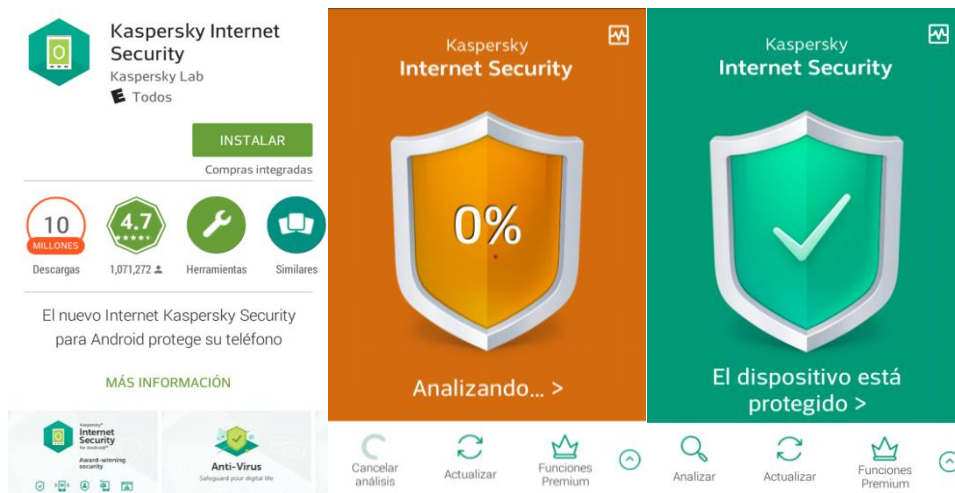 Kaspersky Internet
Security
Kaspersky Lab
E Todos
INSTALAR
Compras integradas
10
MILLONES
Descargas
4.7
1,071,272
Herramientas
Similares
El nuevo Internet Kaspersky Security
para Android protege su teléfono
MÁS INFORMACIÓN
Kaspersky
Internet
Security
for Android
Award-winning
security
Anti-Virus
Safeguard your digital life
Kaspersky
Internet Security
0%
Analizando... >
Cancelar
análisis
Actualizar
Funciones
Premium
Kaspersky
Internet Security
El dispositivo está
protegido >
Analizar
Actualizar
Funciones
Premium